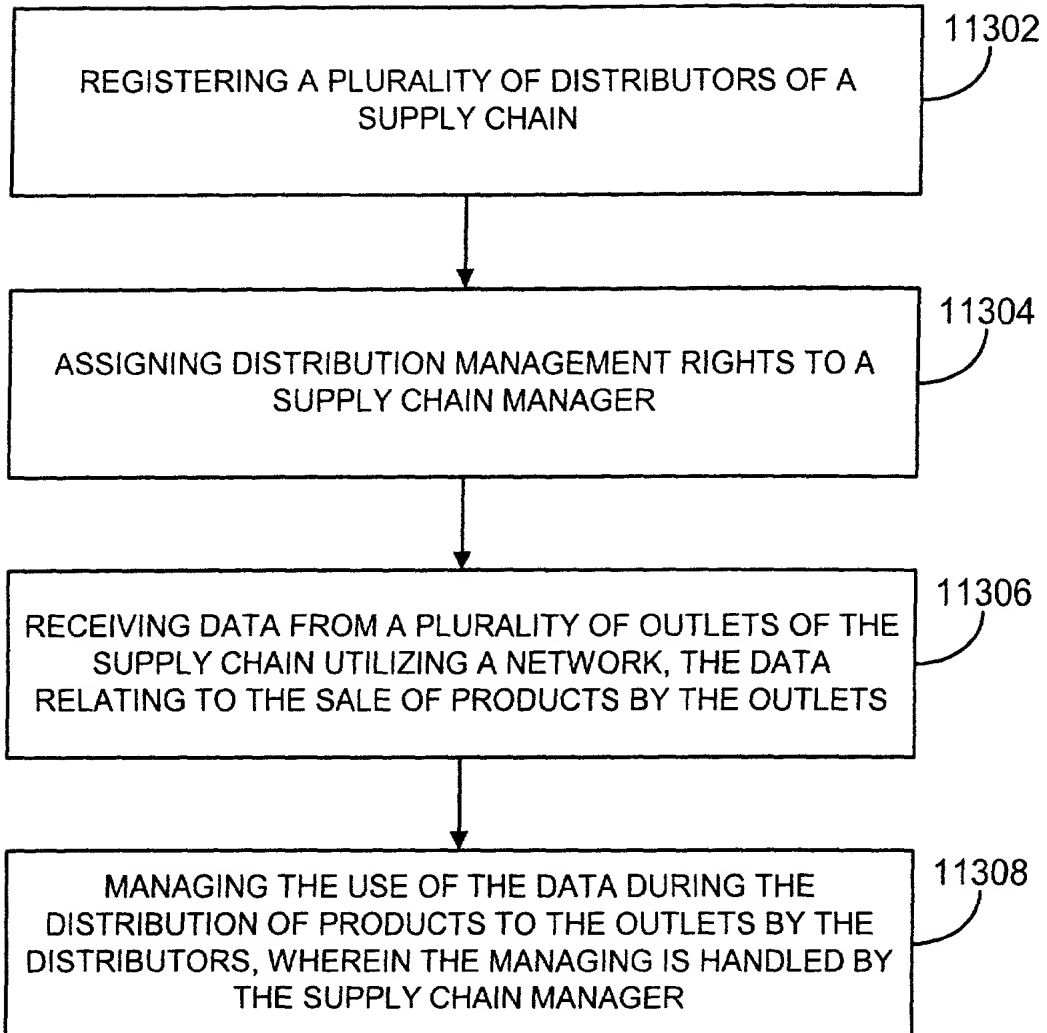 11302
REGISTERING A PLURALITY OF DISTRIBUTORS OF A
SUPPLY CHAIN
11304
ASSIGNING DISTRIBUTION MANAGEMENT RIGHTS TO A
SUPPLY CHAIN MANAGER
11306
RECEIVING DATA FROM A PLURALITY OF OUTLETS OF THE
SUPPLY CHAIN UTILIZING A NETWORK, THE DATA
RELATING TO THE SALE OF PRODUCTS BY THE OUTLETS
11308
MANAGING THE USE OF THE DATA DURING THE
DISTRIBUTION OF PRODUCTS TO THE OUTLETS BY THE
DISTRIBUTORS, WHEREIN THE MANAGING IS HANDLED BY
THE SUPPLY CHAIN MANAGER